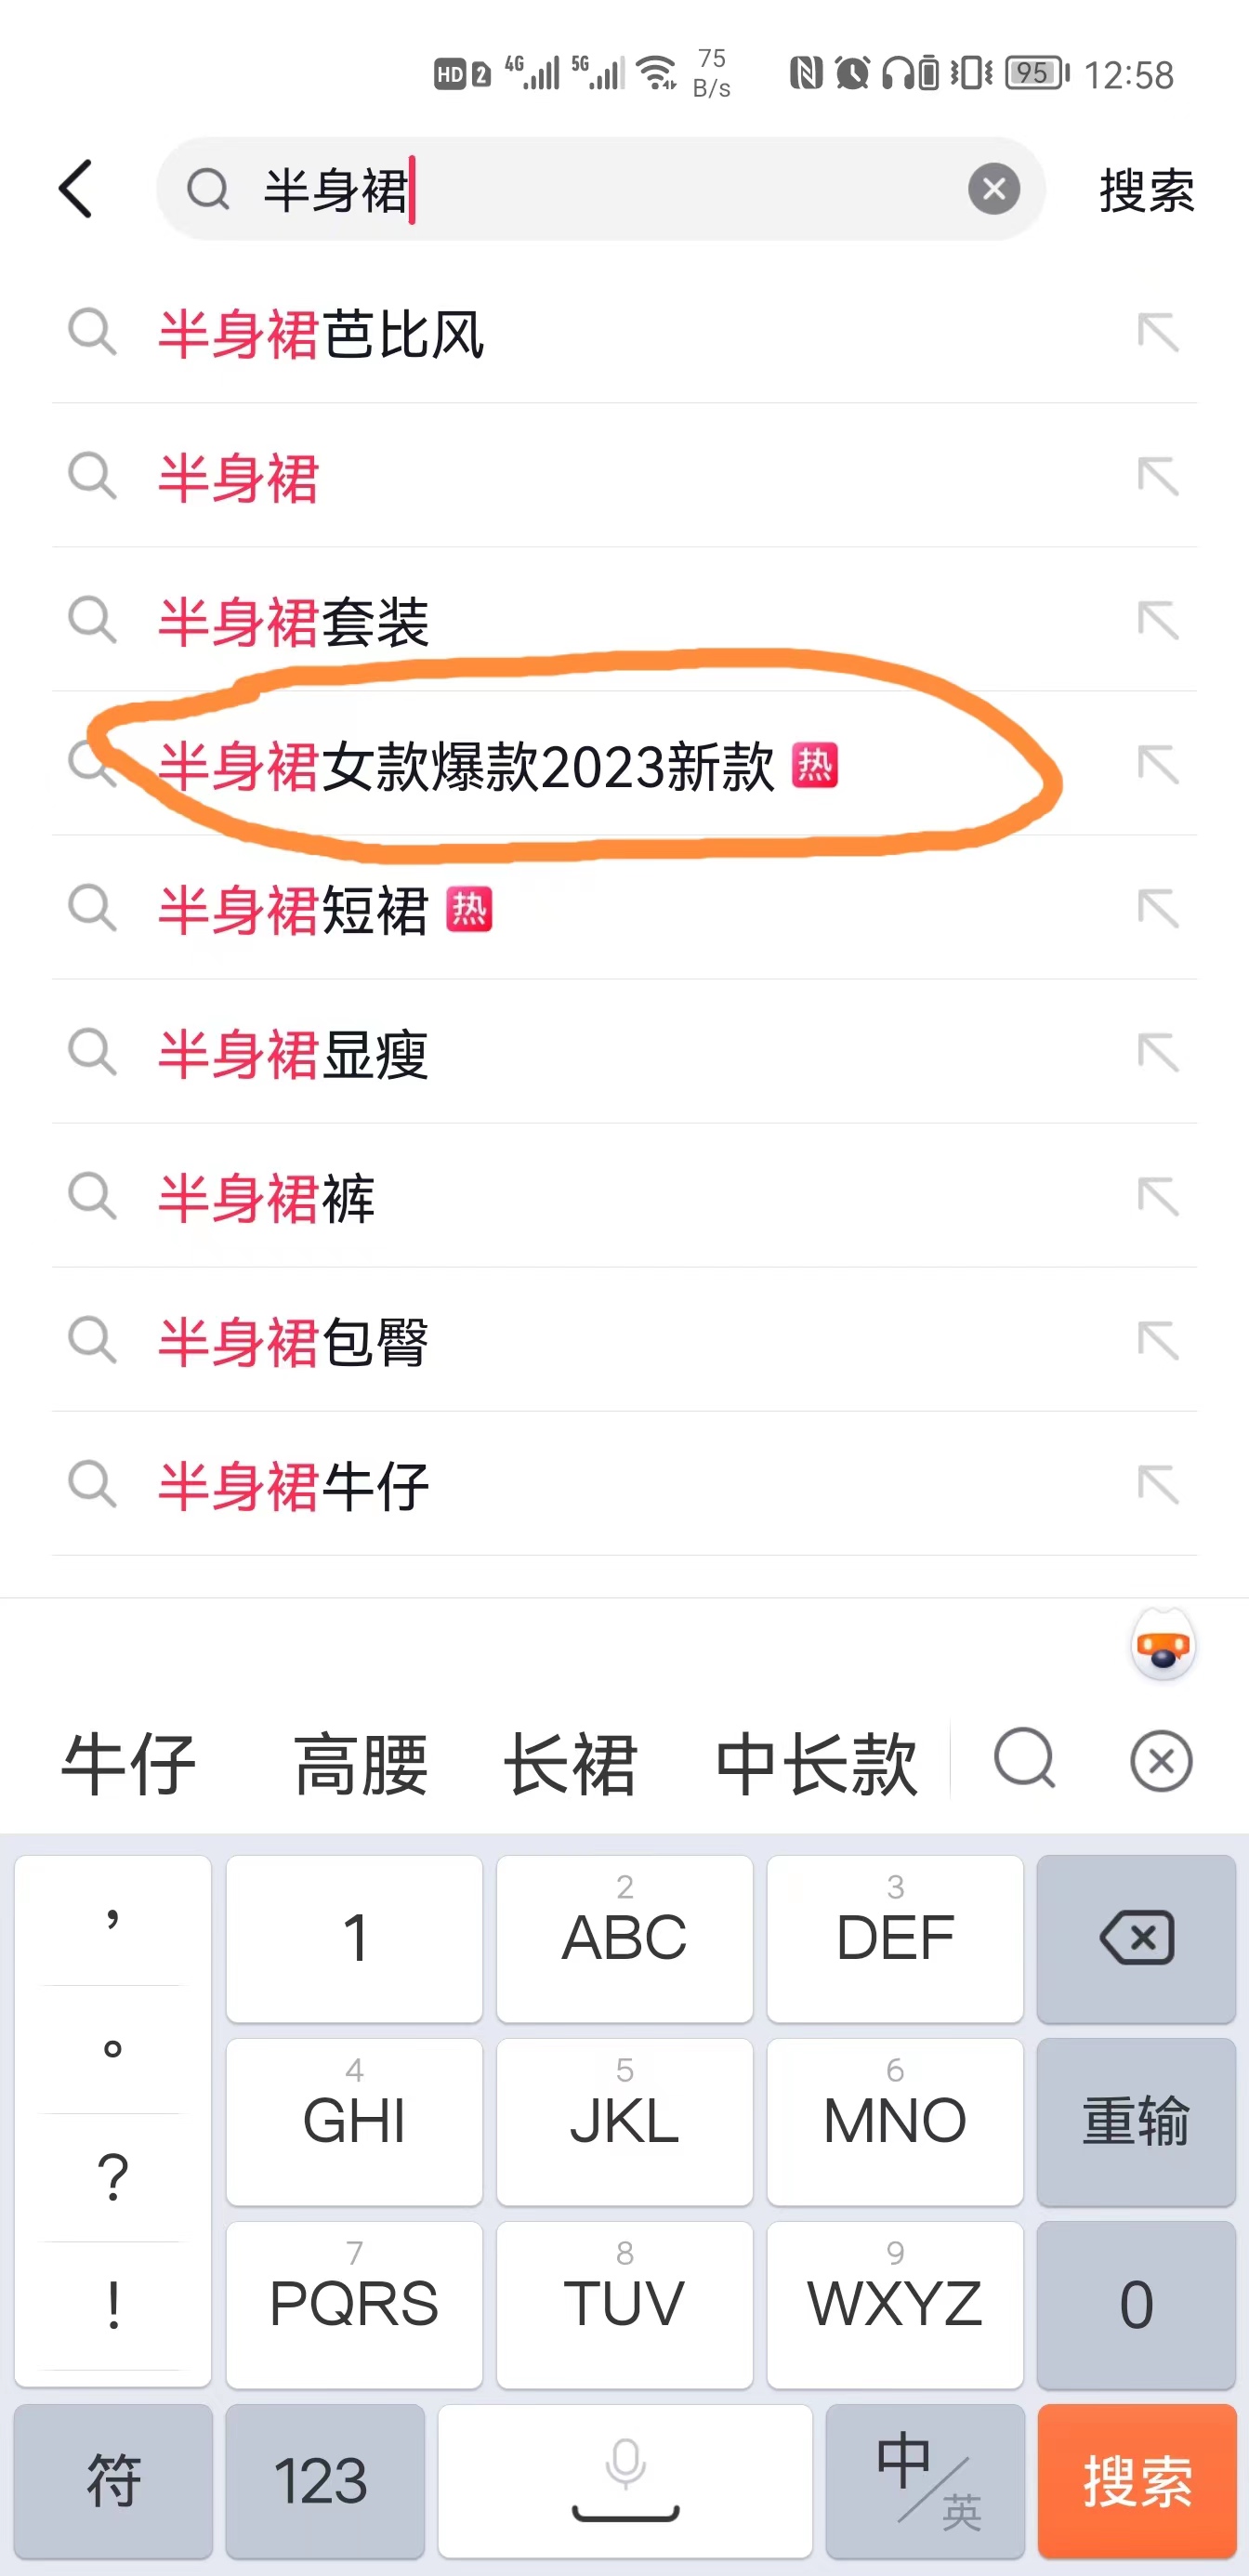 HD 2 4G 5G 75 B/s 95 12:58
半身裙 搜索
半身裙芭比风
半身裙
半身裙套装
半身裙女款爆款2023新款 热
半身裙短裙 热
半身裙显瘦
半身裙裤
半身裙包臀
半身裙牛仔
牛仔 高腰 长裙 中长款
， 1 2 ABC 3 DEF
。 4 GHI 5 JKL 6 MNO 重输
?
7 PQRS 8 TUV 9 WXYZ 0
!
符 123 中/英 搜索